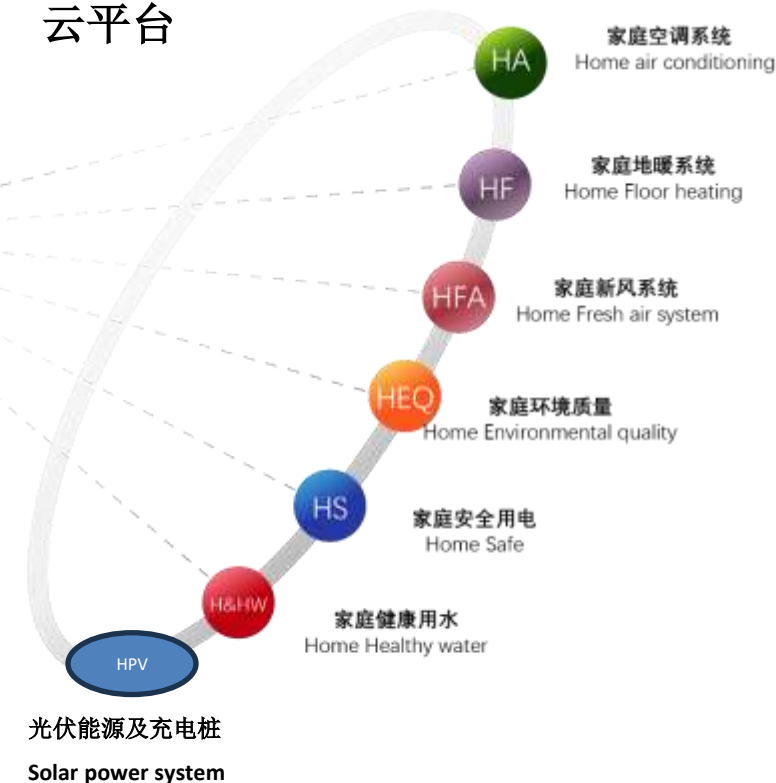 云平台
HA
家庭空调系统
Home air conditioning
HF
家庭地暖系统
Home Floor heating
HFA
家庭新风系统
Home Fresh air system
HEQ
家庭环境质量
Home Environmental quality
HS
家庭安全用电
Home Safe
H&HW
家庭健康用水
Home Healthy water
HPV
光伏能源及充电桩
Solar power system